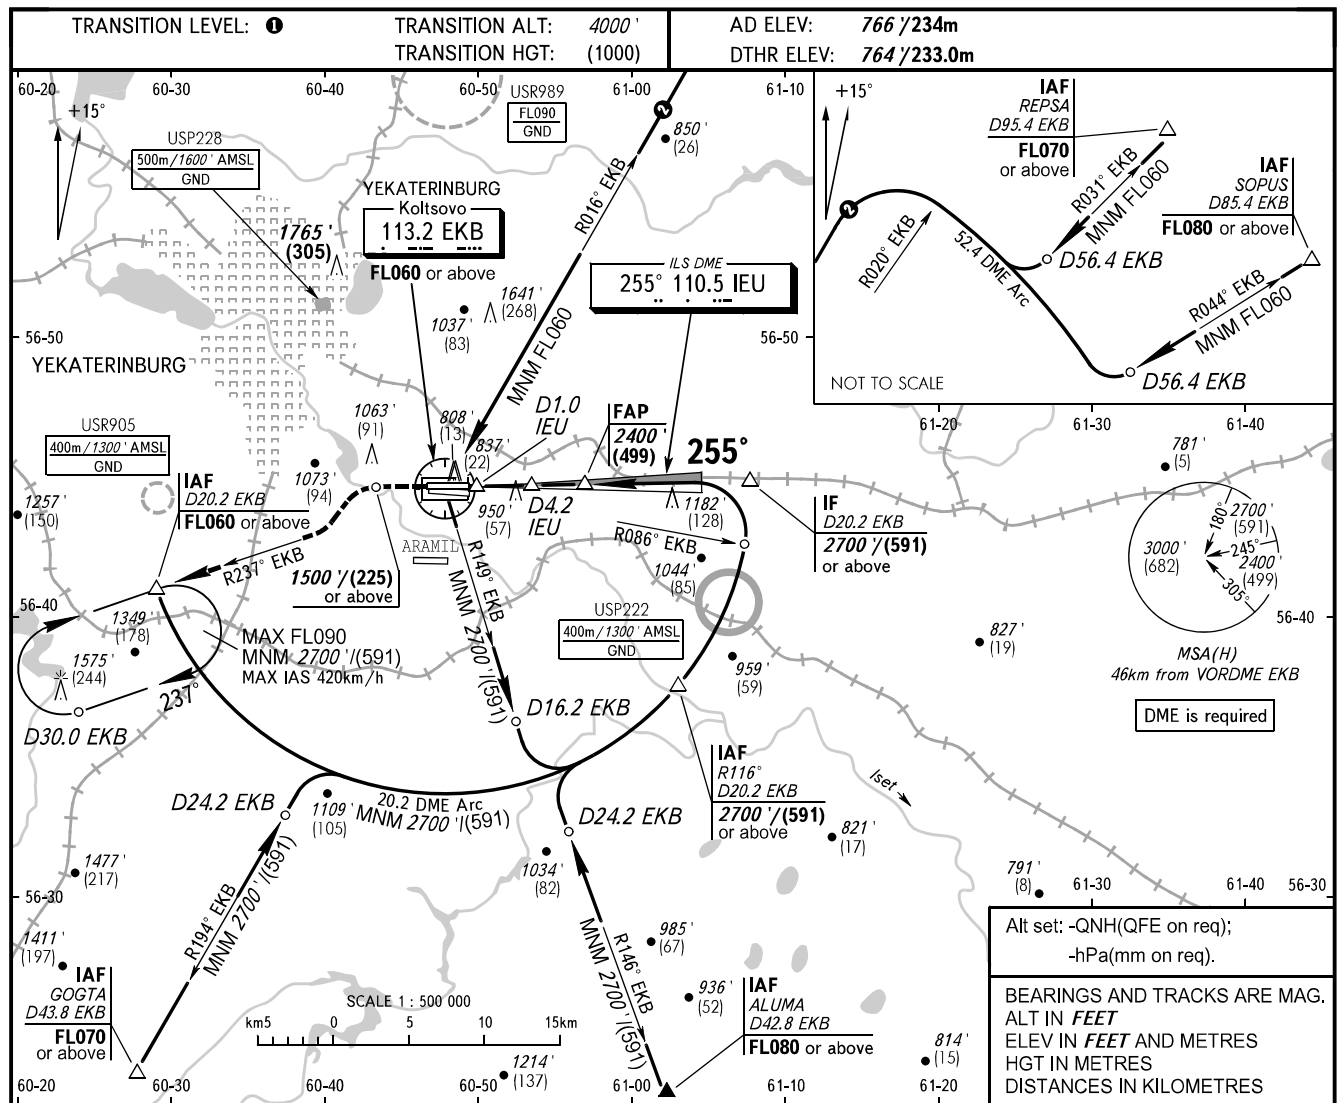 TRANSITION LEVEL: ❶
TRANSITION ALT: 4000'
TRANSITION HGT: (1000)
AD ELEV: 766'/234m
DTHR ELEV: 764'/233.0m
60-20
60-30
60-40
60-50
61-00
61-10
+15°
USP228
500m/1600' AMSL
GND
USR989
FL090
GND
2
850'
(26)
YEKATERINBURG
Koltsovo
113.2 EKB
FL060 or above
1765'
(305)
R016° EKB
MNM FL060
ILS DME
255° 110.5 IEU
1641'
(268)
1037'
(83)
+15°
IAF
REPSA
D95.4 EKB
FL070
or above
IAF
SOPUS
D85.4 EKB
FL080 or above
2
R020° EKB
52.4 DME Arc
R031° EKB
MNM FL060
D56.4 EKB
R044° EKB
MNM FL060
D56.4 EKB
NOT TO SCALE
56-50
56-50
YEKATERINBURG
USR905
400m/1300' AMSL
GND
1063'
(91)
808'
(13)
837'
(22)
D1.0
IEU
FAP
2400'
(499)
255°
61-20
61-30
61-40
781'
(5)
1257'
(150)
IAF
D20.2 EKB
FL060 or above
1073'
(94)
950'
(57)
D4.2
IEU
1182'
(128)
IF
D20.2 EKB
2700'/(591)
or above
R237° EKB
ARAMIL
R086° EKB
1044'
(85)
1500'/(225)
or above
R149° EKB
MNM 2700'/(591)
180°
2700'
(591)
3000'
(682)
245°
2400'
(499)
305°
MSA(H)
46km from VORDME EKB
DME is required
56-40
56-40
1349'
(178)
1575'
(244)
MAX FL090
MNM 2700'/(591)
MAX IAS 420km/h
237°
D30.0 EKB
USP222
400m/1300' AMSL
GND
959'
(59)
827'
(19)
D16.2 EKB
IAF
R116°
D20.2 EKB
2700'/(591)
or above
Iset
D24.2 EKB
1109'
(105)
20.2 DME Arc
MNM 2700'/(591)
D24.2 EKB
821'
(17)
1477'
(217)
1034'
(82)
791'
(8)
56-30
61-30
61-40
56-30
R194° EKB
MNM 2700'/(591)
R146° EKB
MNM 2700'/(591)
985'
(67)
1411'
(197)
IAF
GOGTA
D43.8 EKB
FL070
or above
936'
(52)
IAF
ALUMA
D42.8 EKB
FL080 or above
SCALE 1 : 500 000
km5 0 5 10 15km
1214'
(137)
814'
(15)
60-20
60-30
60-40
60-50
61-00
61-10
61-20
Alt set: -QNH(QFE on req);
-hPa(mm on req).
BEARINGS AND TRACKS ARE MAG.
ALT IN FEET
ELEV IN FEET AND METRES
HGT IN METRES
DISTANCES IN KILOMETRES